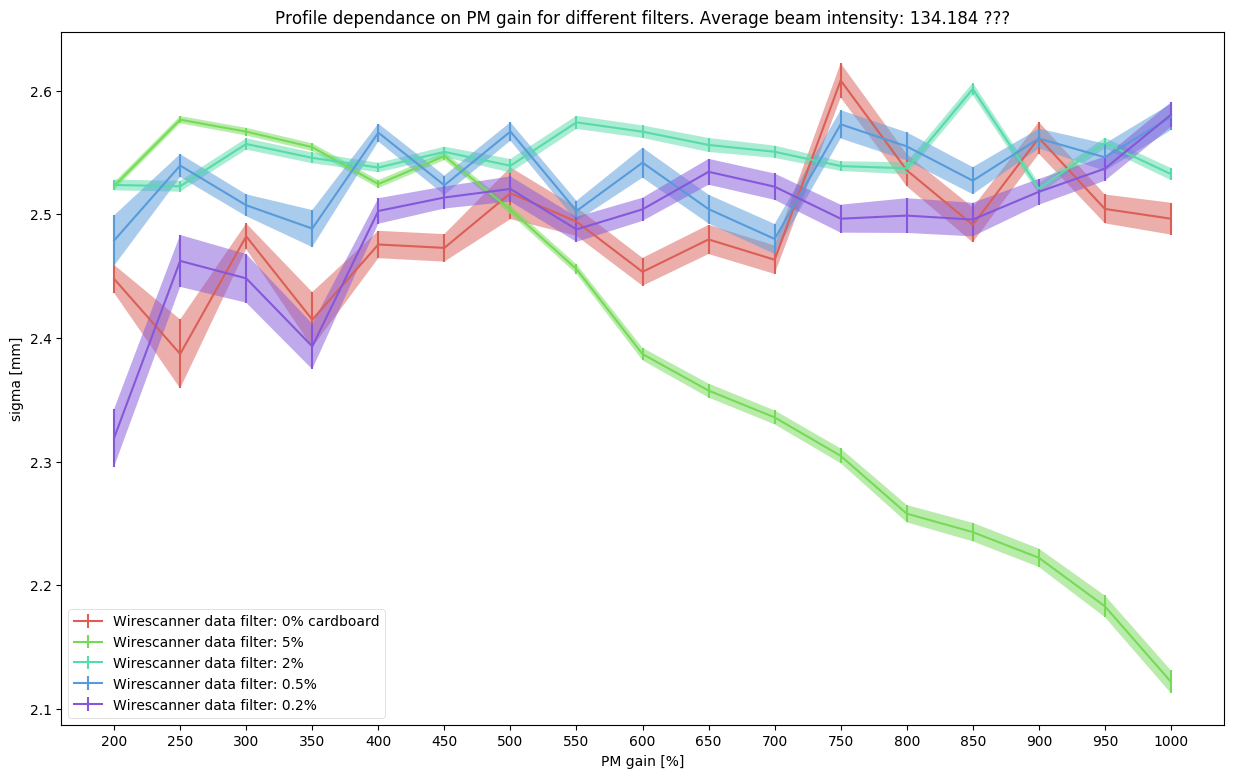 Profile dependance on PM gain for different filters. Average beam intensity: 134.184 ???
sigma [mm]
2.6
2.5
2.4
2.3
2.2
2.1
Wirescanner data filter: 0% cardboard
Wirescanner data filter: 5%
Wirescanner data filter: 2%
Wirescanner data filter: 0.5%
Wirescanner data filter: 0.2%
200 250 300 350 400 450 500 550 600 650 700 750 800 850 900 950 1000
PM gain [%]